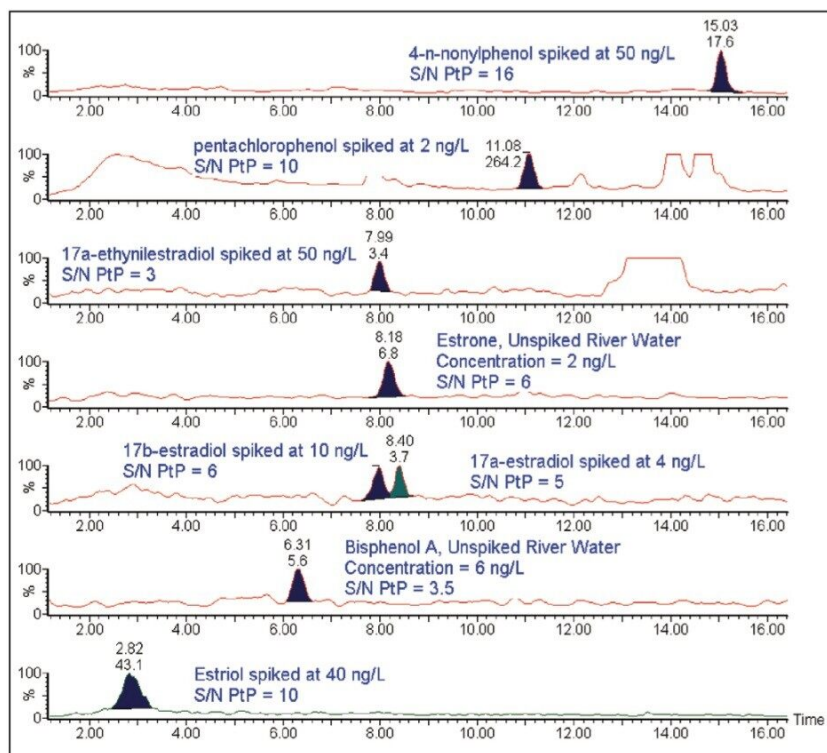 15.03
17.6
4-n-nonylphenol spiked at 50 ng/L
S/N PtP = 16
100
%
0
2.00 4.00 6.00 8.00 10.00 12.00 14.00 16.00
pentachlorophenol spiked at 2 ng/L
S/N PtP = 10
11.08
264.2
100
%
0
2.00 4.00 6.00 8.00 10.00 12.00 14.00 16.00
17a-ethynilestradiol spiked at 50 ng/L
S/N PtP = 3
7.99
3.4
100
%
0
2.00 4.00 6.00 8.00 10.00 12.00 14.00 16.00
8.18
6.8
Estrone, Unspiked River Water
Concentration = 2 ng/L
S/N PtP = 6
100
%
0
2.00 4.00 6.00 8.00 10.00 12.00 14.00 16.00
17b-estradiol spiked at 10 ng/L
S/N PtP = 6
8.40
3.7
17a-estradiol spiked at 4 ng/L
S/N PtP = 5
100
%
0
2.00 4.00 6.00 8.00 10.00 12.00 14.00 16.00
6.31
5.6
Bisphenol A, Unspiked River Water
Concentration = 6 ng/L
S/N PtP = 3.5
100
%
0
2.00 4.00 6.00 8.00 10.00 12.00 14.00 16.00
2.82
43.1
Estriol spiked at 40 ng/L
S/N PtP = 10
100
%
0
Time
2.00 4.00 6.00 8.00 10.00 12.00 14.00 16.00